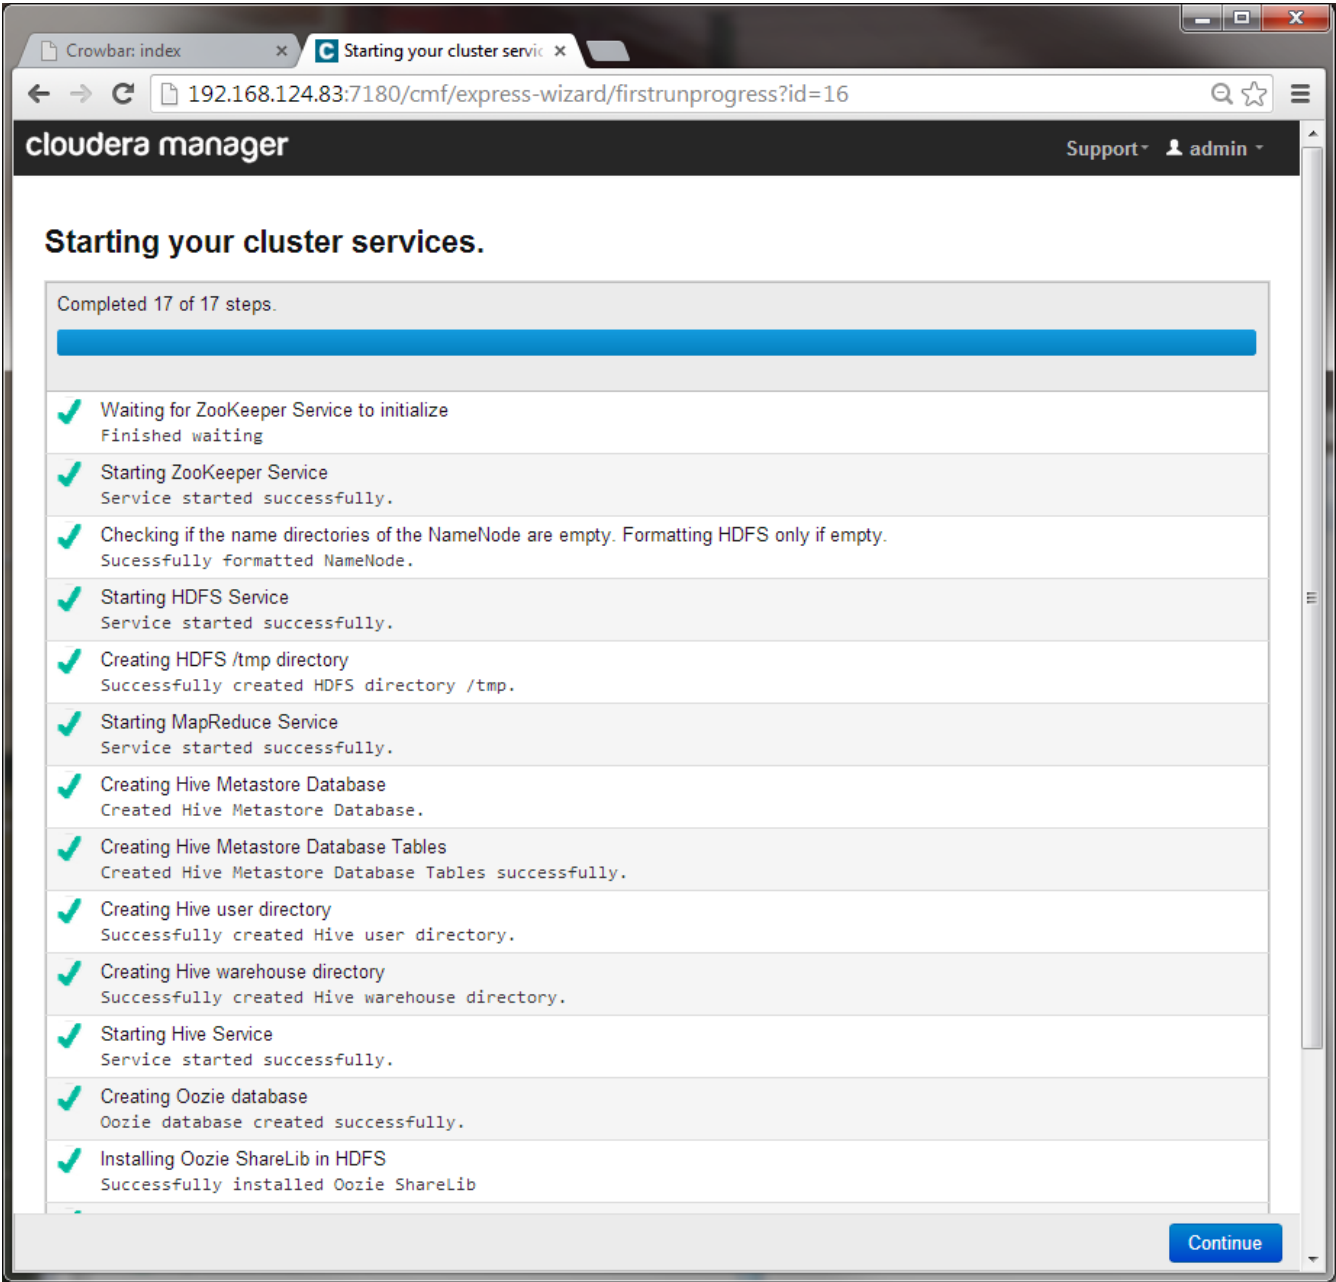 Crowbar: index
Starting your cluster servic
192.168.124.83:7180/cmf/express-wizard/firstrunprogress?id=16
cloudera manager
Support
admin
Starting your cluster services.
Completed 17 of 17 steps.
Waiting for ZooKeeper Service to initialize
Finished waiting
Starting ZooKeeper Service
Service started successfully.
Checking if the name directories of the NameNode are empty. Formatting HDFS only if empty.
Sucessfully formatted NameNode.
Starting HDFS Service
Service started successfully.
Creating HDFS /tmp directory
Successfully created HDFS directory /tmp.
Starting MapReduce Service
Service started successfully.
Creating Hive Metastore Database
Created Hive Metastore Database.
Creating Hive Metastore Database Tables
Created Hive Metastore Database Tables successfully.
Creating Hive user directory
Successfully created Hive user directory.
Creating Hive warehouse directory
Successfully created Hive warehouse directory.
Starting Hive Service
Service started successfully.
Creating Oozie database
Oozie database created successfully.
Installing Oozie ShareLib in HDFS
Successfully installed Oozie ShareLib
Continue